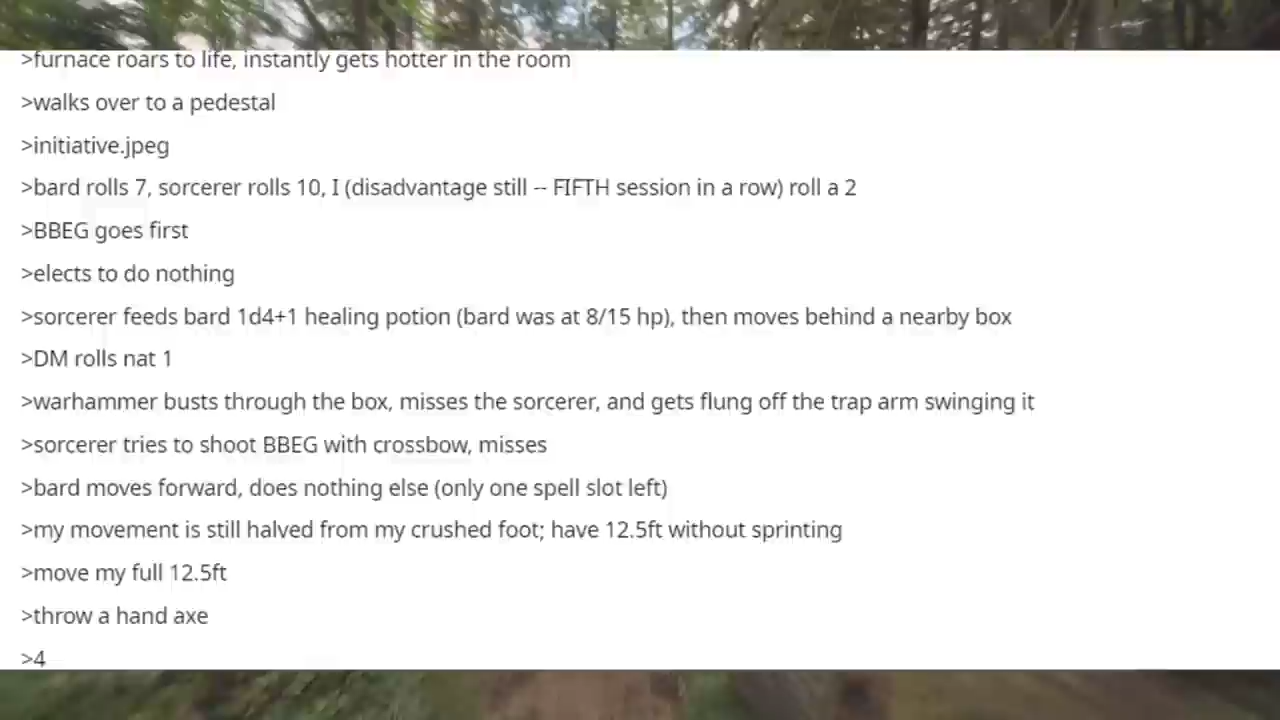 >furnace roars to life, instantly gets hotter in the room
>walks over to a pedestal
>initiative.jpeg
>bard rolls 7, sorcerer rolls 10, I (disadvantage still -- FIFTH session in a row) roll a 2
>BBEG goes first
>elects to do nothing
>sorcerer feeds bard 1d4+1 healing potion (bard was at 8/15 hp), then moves behind a nearby box
>DM rolls nat 1
>warhammer busts through the box, misses the sorcerer, and gets flung off the trap arm swinging it
>sorcerer tries to shoot BBEG with crossbow, misses
>bard moves forward, does nothing else (only one spell slot left)
>my movement is still halved from my crushed foot; have 12.5ft without sprinting
>move my full 12.5ft
>throw a hand axe
>4